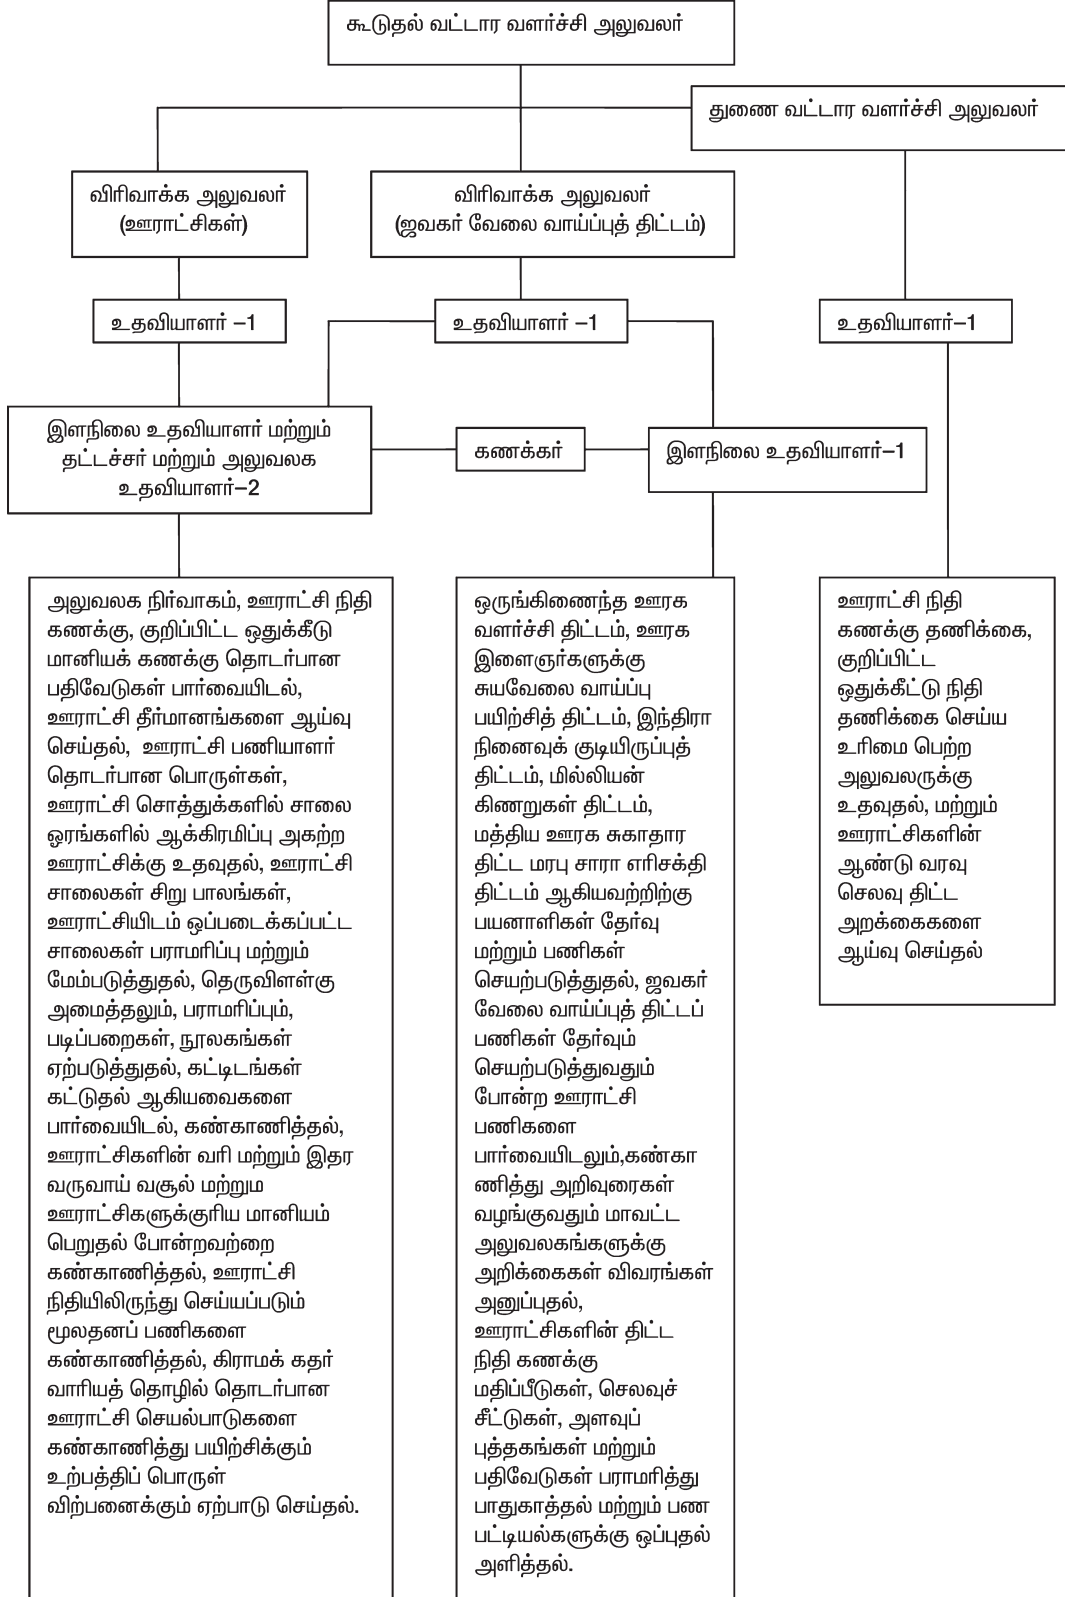 கூடுதல் வட்டார வளர்ச்சி அலுவலர்
துணை வட்டார வளர்ச்சி அலுவலர்
விரிவாக்க அலுவலர்
(ஊராட்சிகள்)
விரிவாக்க அலுவலர்
(ஜவகர் வேலை வாய்ப்புத் திட்டம்)
உதவியாளர் –1
உதவியாளர் –1
உதவியாளர்–1
இளநிலை உதவியாளர் மற்றும்
தட்டச்சர் மற்றும் அலுவலக
உதவியாளர்–2
கணக்கர்
இளநிலை உதவியாளர்–1
அலுவலக நிர்வாகம், ஊராட்சி நிதி
கணக்கு, குறிப்பிட்ட ஒதுக்கீடு
மானியக் கணக்கு தொடர்பான
பதிவேடுகள் பார்வையிடல்,
ஊராட்சி தீர்மானங்களை ஆய்வு
செய்தல், ஊராட்சி பணியாளர்
தொடர்பான பொருள்கள்,
ஊராட்சி சொத்துக்களில் சாலை
ஓரங்களில் ஆக்கிரமிப்பு அகற்ற
ஊராட்சிக்கு உதவுதல், ஊராட்சி
சாலைகள் சிறு பாலங்கள்,
ஊராட்சியிடம் ஒப்படைக்கப்பட்ட
சாலைகள் பராமரிப்பு மற்றும்
மேம்படுத்துதல், தெருவிளள்கு
அமைத்தலும், பராமரிப்பும்,
படிப்பறைகள், நூலகங்கள்
ஏற்படுத்துதல், கட்டிடங்கள்
கட்டுதல் ஆகியவைகளை
பார்வையிடல், கண்காணித்தல்,
ஊராட்சிகளின் வரி மற்றும் இதர
வருவாய் வசூல் மற்றும
ஊராட்சிகளுக்குரிய மானியம்
பெறுதல் போன்றவற்றை
கண்காணித்தல், ஊராட்சி
நிதியிலிருந்து செய்யப்படும்
மூலதனப் பணிகளை
கண்காணித்தல், கிராமக் கதர்
வாரியத் தொழில் தொடர்பான
ஊராட்சி செயல்பாடுகளை
கண்காணித்து பயிற்சிக்கும்
உற்பத்திப் பொருள்
விற்பனைக்கும் ஏற்பாடு செய்தல்.
ஒருங்கிணைந்த ஊரக
வளர்ச்சி திட்டம், ஊரக
இளைஞர்களுக்கு
சுயவேலை வாய்ப்பு
பயிற்சித் திட்டம், இந்திரா
நினைவுக் குடியிருப்புத்
திட்டம், மில்லியன்
கிணறுகள் திட்டம்,
மத்திய ஊரக சுகாதார
திட்ட மரபு சாரா எரிசக்தி
திட்டம் ஆகியவற்றிற்கு
பயனாளிகள் தேர்வு
மற்றும் பணிகள்
செயற்படுத்துதல், ஜவகர்
வேலை வாய்ப்புத் திட்டப்
பணிகள் தேர்வும்
செயற்படுத்துவதும்
போன்ற ஊராட்சி
பணிகளை
பார்வையிடலும்,கண்கா
ணித்து அறிவுரைகள்
வழங்குவதும் மாவட்ட
அலுவலகங்களுக்கு
அறிக்கைகள் விவரங்கள்
அனுப்புதல்,
ஊராட்சிகளின் திட்ட
நிதி கணக்கு
மதிப்பீடுகள், செலவுச்
சீட்டுகள், அளவுப்
புத்தகங்கள் மற்றும்
பதிவேடுகள் பராமரித்து
பாதுகாத்தல் மற்றும் பண
பட்டியல்களுக்கு ஒப்புதல்
அளித்தல்.
ஊராட்சி நிதி
கணக்கு தணிக்கை,
குறிப்பிட்ட
ஒதுக்கீட்டு நிதி
தணிக்கை செய்ய
உரிமை பெற்ற
அலுவலருக்கு
உதவுதல், மற்றும்
ஊராட்சிகளின்
ஆண்டு வரவு
செலவு திட்ட
அறக்கைகளை
ஆய்வு செய்தல்